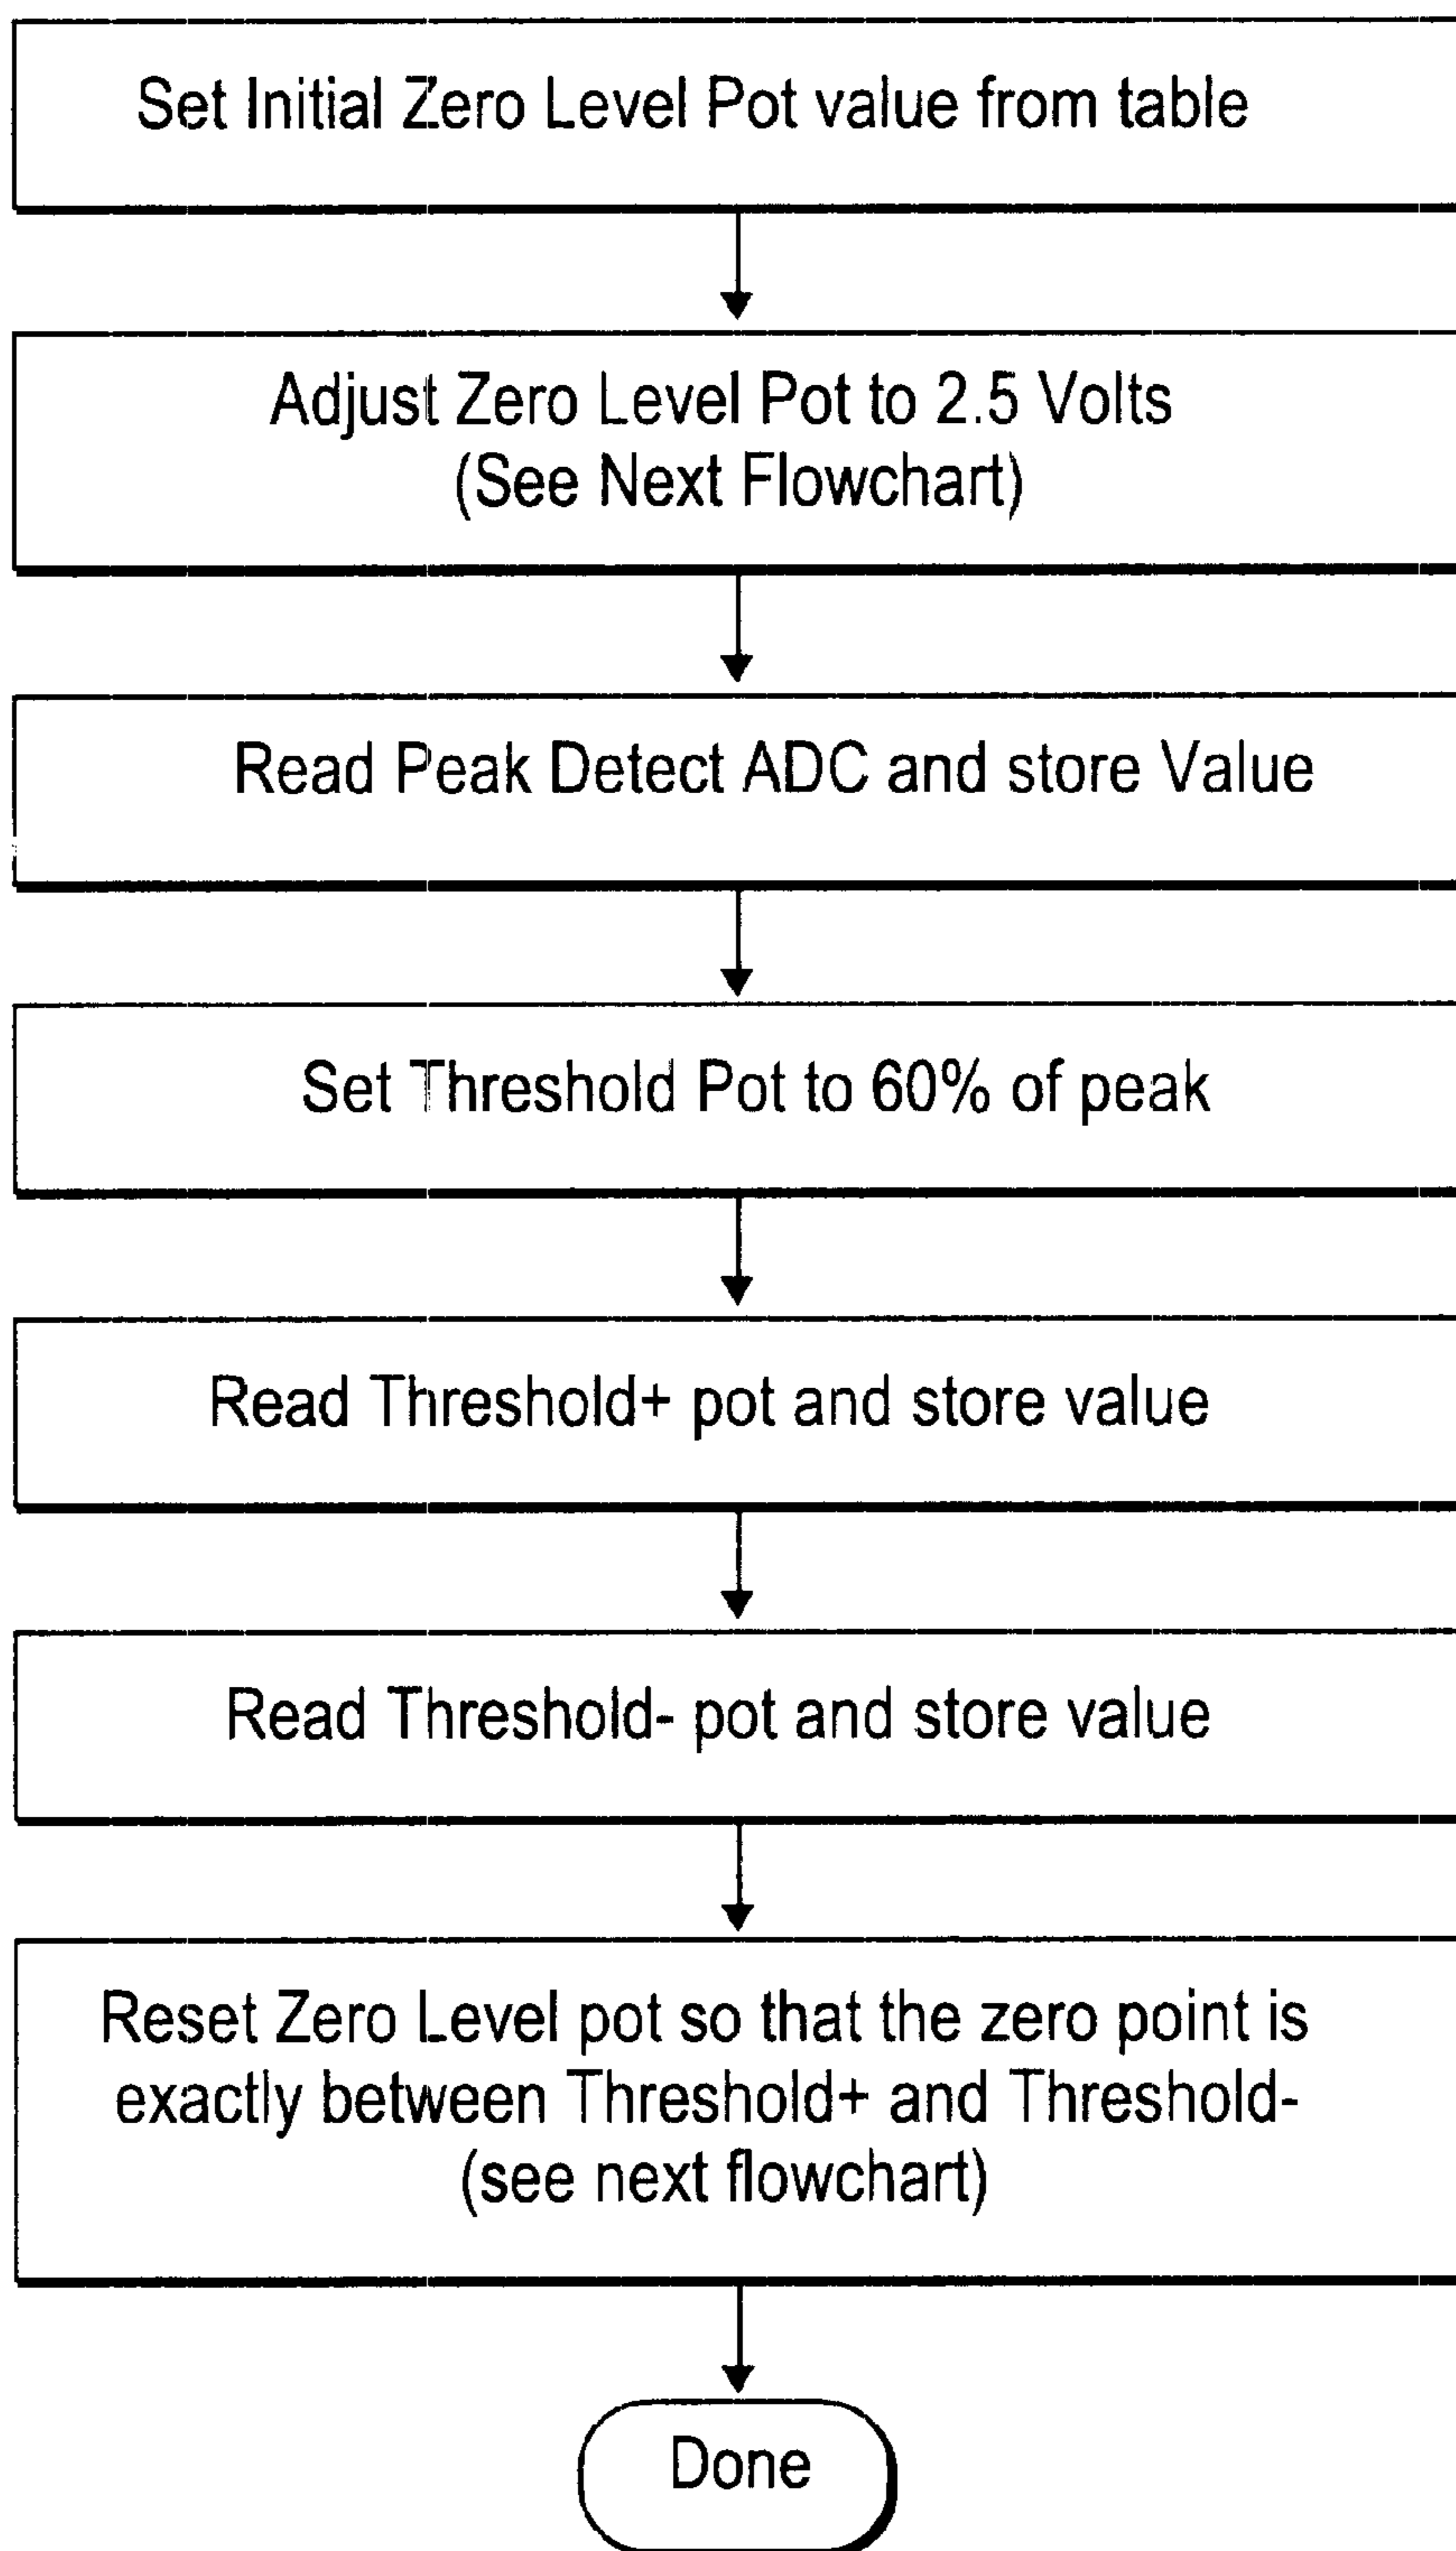 Set Initial Zero Level Pot value from table
Adjust Zero Level Pot to 2.5 Volts
(See Next Flowchart)
Read Peak Detect ADC and store Value
Set Threshold Pot to 60% of peak
Read Threshold+ pot and store value
Read Threshold- pot and store value
Reset Zero Level pot so that the zero point is
exactly between Threshold+ and Threshold-
(see next flowchart)
Done